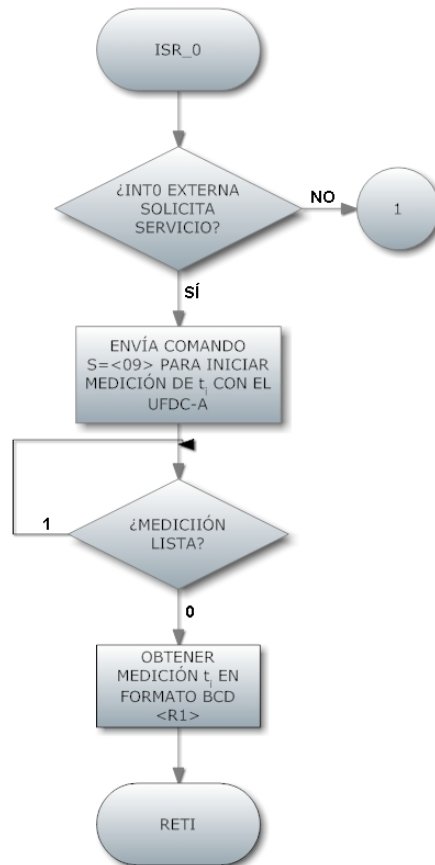 ISR_0
¿INT0 EXTERNA
SOLICITA
SERVICIO?
NO
1
SÍ
ENVÍA COMANDO
S=<09> PARA INICIAR
MEDICIÓN DE ti CON EL
UFDC-A
¿MEDICIIÓN
LISTA?
1
0
OBTENER
MEDICIÓN ti EN
FORMATO BCD
<R1>
RETI